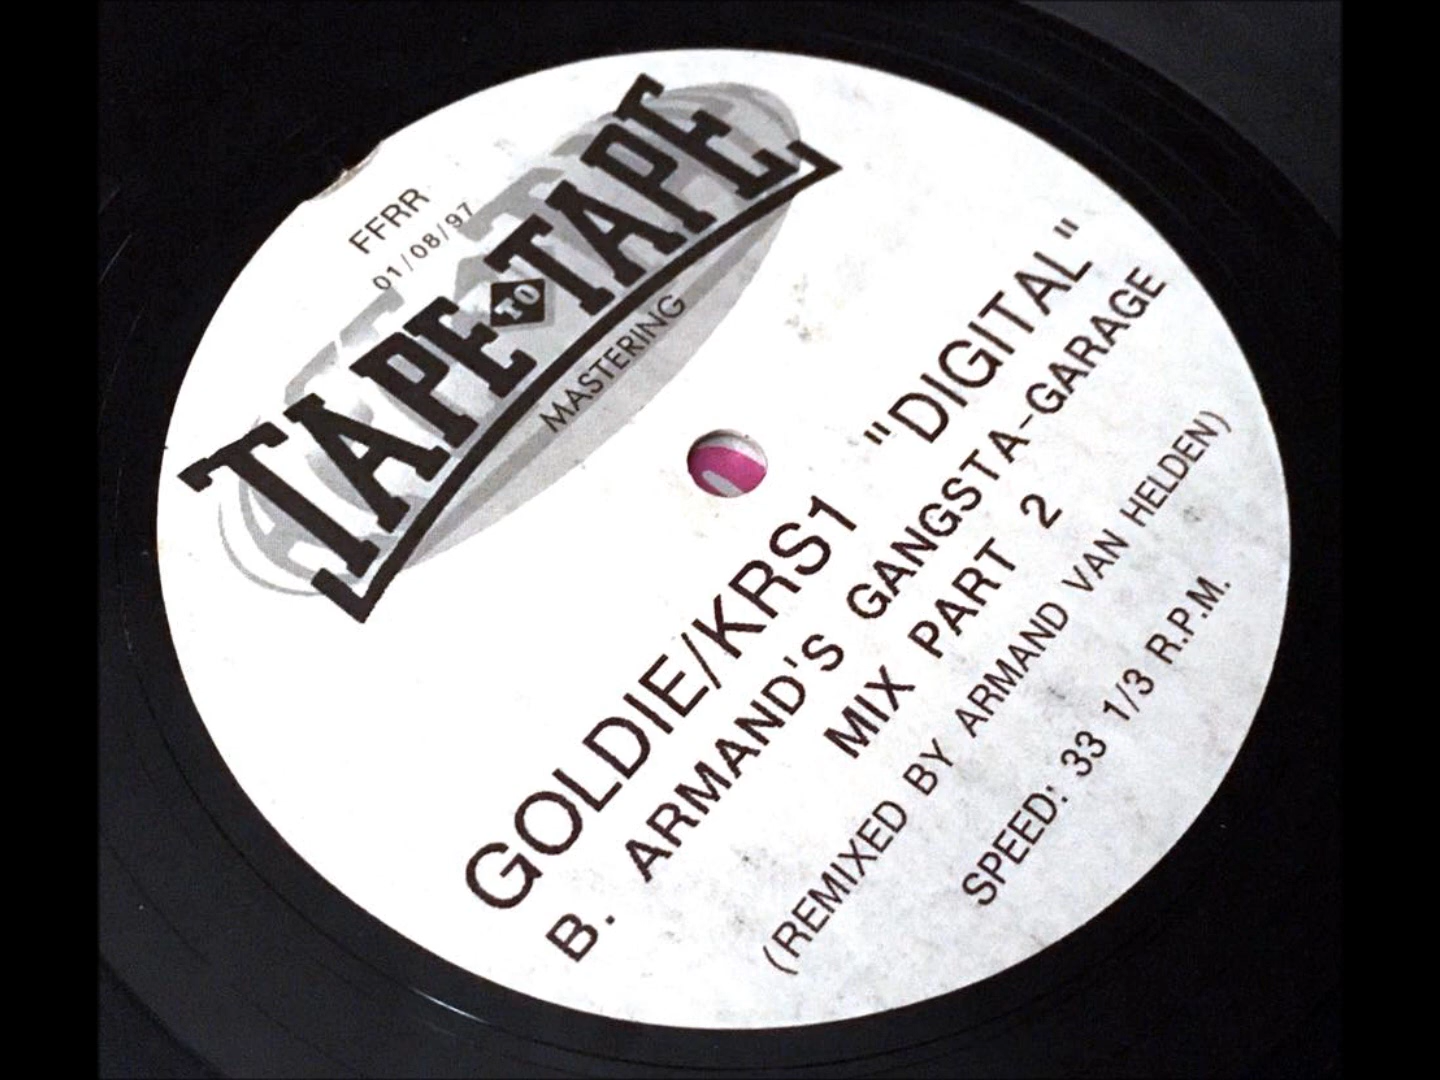 FFRR
01/08/97
TAPE TO TAPE
MASTERING
GOLDIE/KRS1 "DIGITAL"
B. ARMAND'S GANGSTA-GARAGE
MIX PART 2
(REMIXED BY ARMAND VAN HELDEN)
SPEED: 33 1/3 R.P.M.